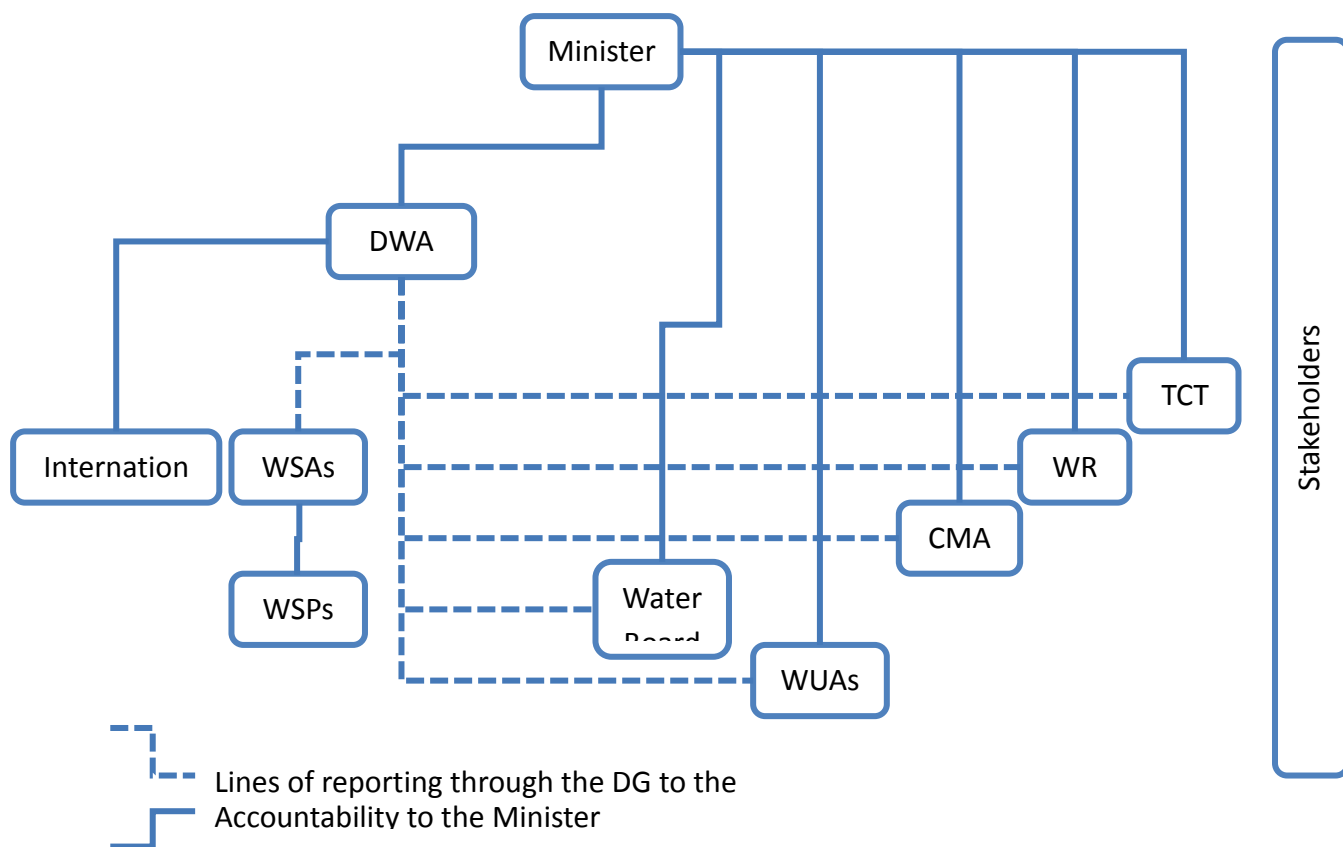 Minister
DWA
TCT
Internation
WSAs
WR
CMA
WSPs
Water
Board
WUAs
Stakeholders
Lines of reporting through the DG to the
Accountability to the Minister